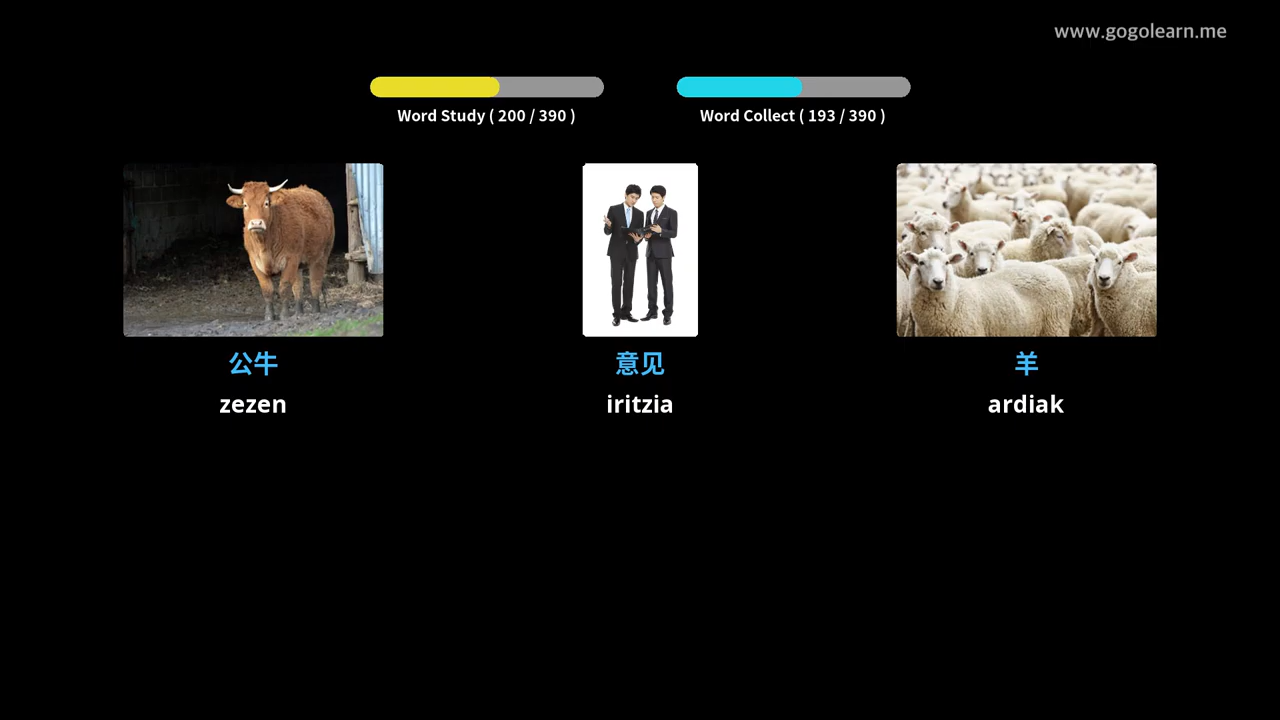 www.gogolearn.me
Word Study ( 200 / 390 )
Word Collect ( 193 / 390 )
公牛
意见
羊
zezen
iritzia
ardiak